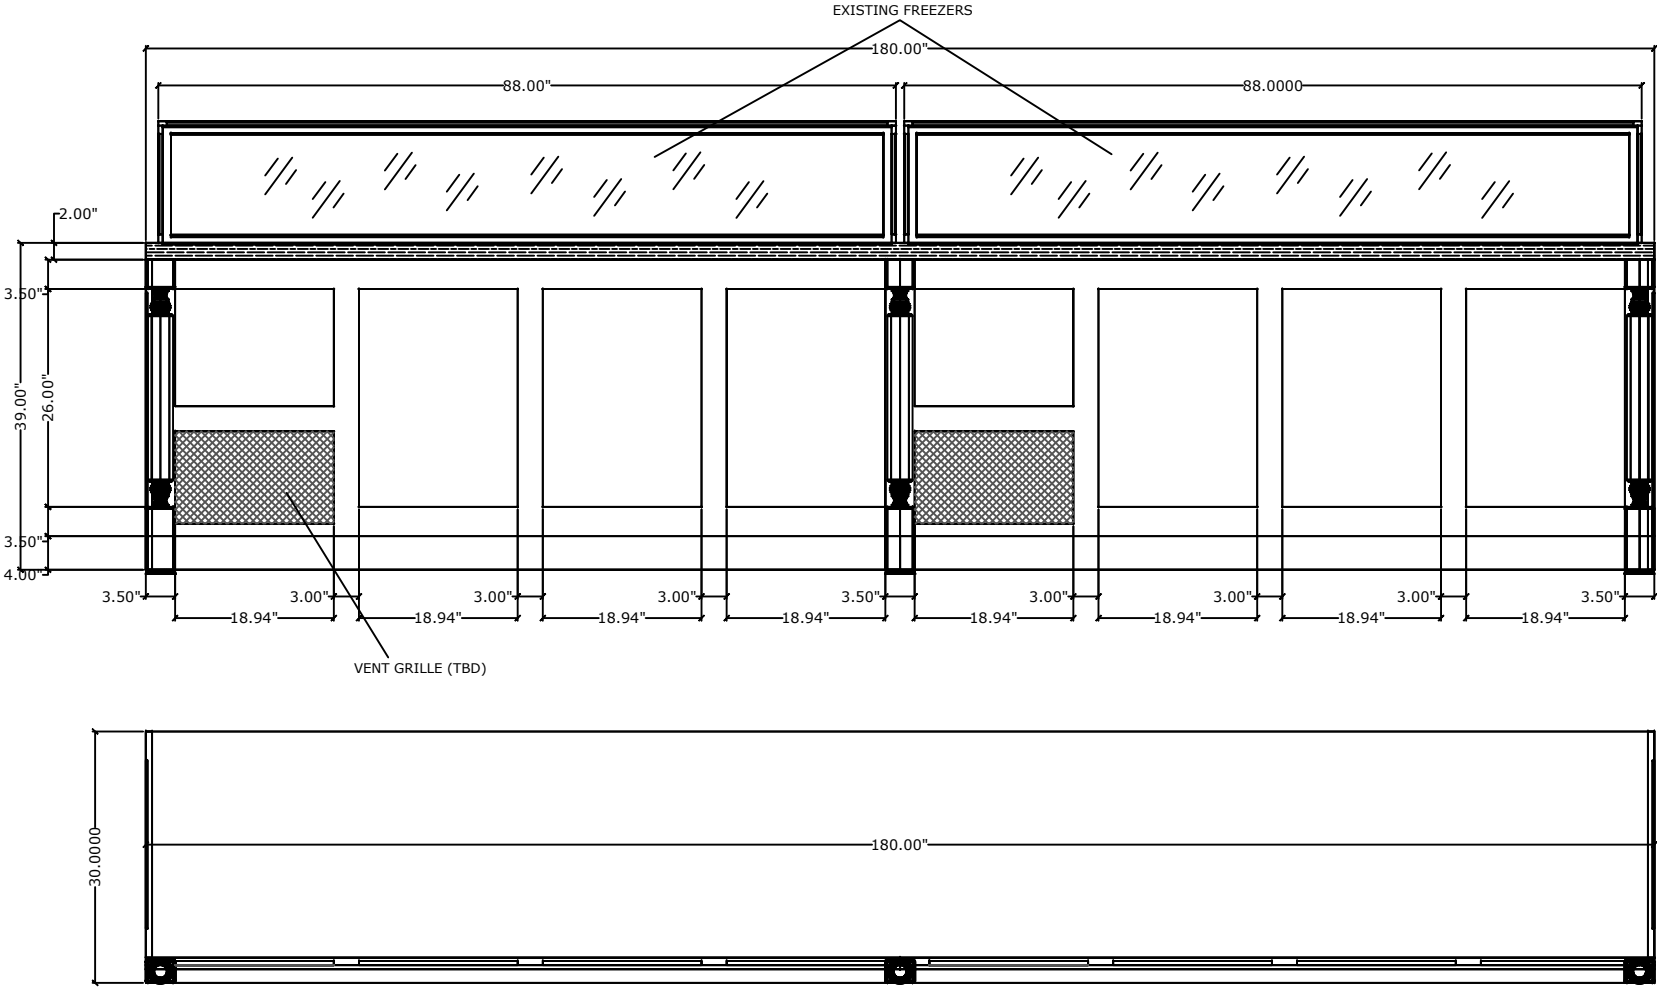 EXISTING FREEZERS
180.00"
88.00"
88.0000
2.00"
3.50"
39.00"
26.00"
3.50"
4.00"
3.50" 3.00" 3.00" 3.00" 3.50" 3.00" 3.00" 3.00" 3.50"
18.94" 18.94" 18.94" 18.94" 18.94" 18.94" 18.94" 18.94"
VENT GRILLE (TBD)
30.0000
180.00"